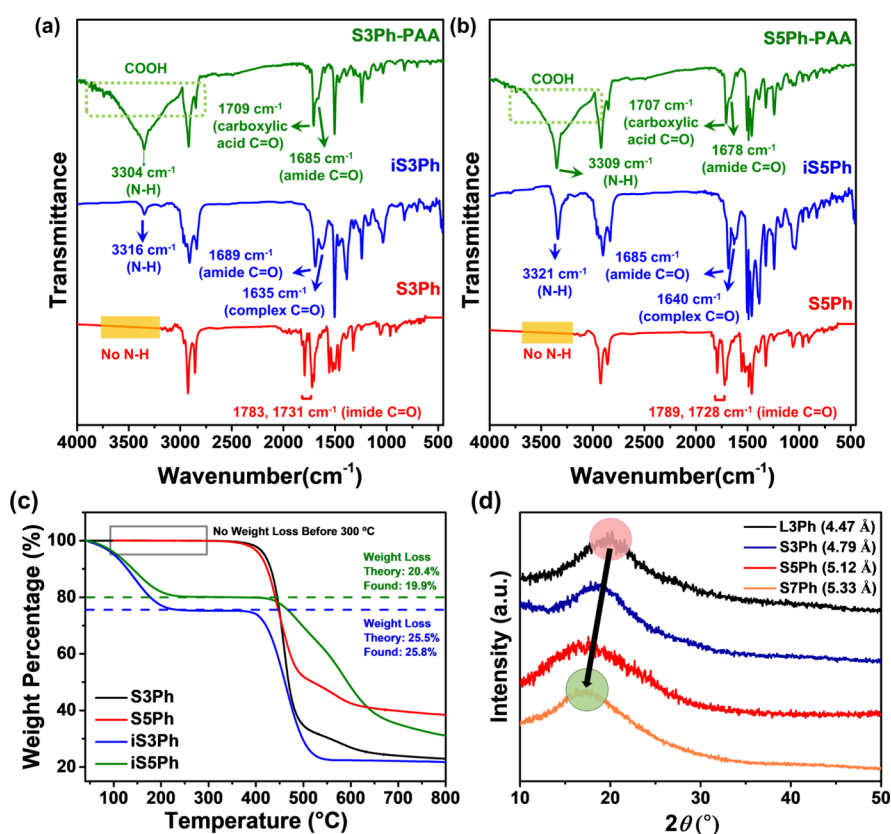 (a)
S3Ph-PAA
COOH
1709 cm⁻¹
(carboxylic
acid C=O)
1685 cm⁻¹
(amide C=O)
3304 cm⁻¹
(N-H)
iS3Ph
3316 cm⁻¹
(N-H)
1689 cm⁻¹
(amide C=O)
1635 cm⁻¹
(complex C=O)
S3Ph
No N-H
1783, 1731 cm⁻¹ (imide C=O)
Transmittance
4000 3500 3000 2500 2000 1500 1000 500
Wavenumber(cm⁻¹)
(b)
S5Ph-PAA
COOH
1707 cm⁻¹
(carboxylic
acid C=O)
1678 cm⁻¹
(amide C=O)
3309 cm⁻¹
(N-H)
iS5Ph
3321 cm⁻¹
(N-H)
1685 cm⁻¹
(amide C=O)
1640 cm⁻¹
(complex C=O)
S5Ph
No N-H
1789, 1728 cm⁻¹ (imide C=O)
Transmittance
4000 3500 3000 2500 2000 1500 1000 500
Wavenumber(cm⁻¹)
(c)
No Weight Loss Before 300 ºC
Weight Loss
Theory: 20.4%
Found: 19.9%
Weight Loss
Theory: 25.5%
Found: 25.8%
S3Ph
S5Ph
iS3Ph
iS5Ph
Weight Percentage (%)
100
80
60
40
20
100 200 300 400 500 600 700 800
Temperature (°C)
(d)
L3Ph (4.47 Å)
S3Ph (4.79 Å)
S5Ph (5.12 Å)
S7Ph (5.33 Å)
Intensity (a.u.)
10 20 30 40 50
2θ (°)